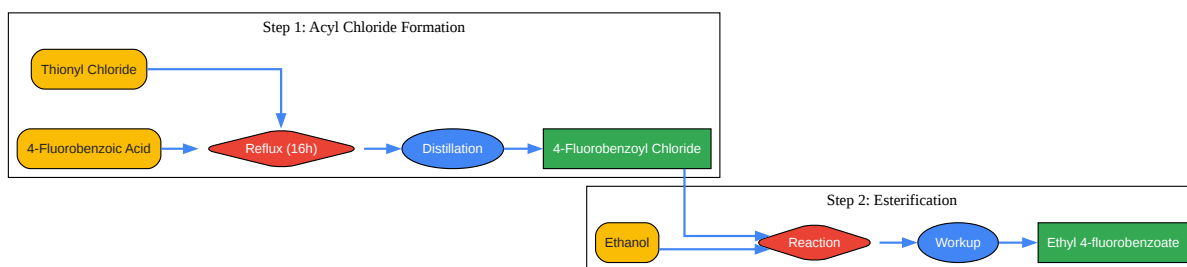 Step 1: Acyl Chloride Formation
Thionyl Chloride
4-Fluorobenzoic Acid
Reflux (16h)
Distillation
4-Fluorobenzoyl Chloride
Step 2: Esterification
Ethanol
Reaction
Workup
Ethyl 4-fluorobenzoate